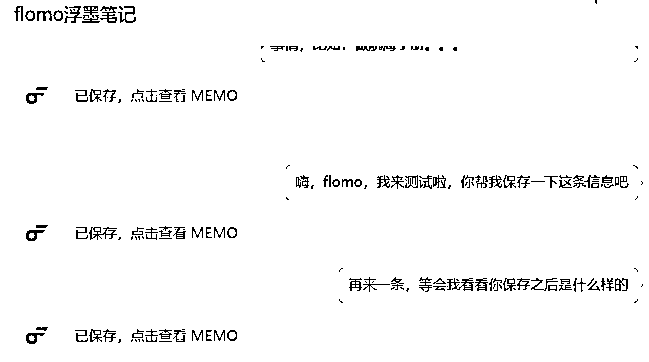 flomo浮墨笔记
已保存，点击查看 MEMO
嗨，flomo，我来测试啦，你帮我保存一下这条信息吧
已保存，点击查看 MEMO
再来一条，等会我看看你保存之后是什么样的
已保存，点击查看 MEMO